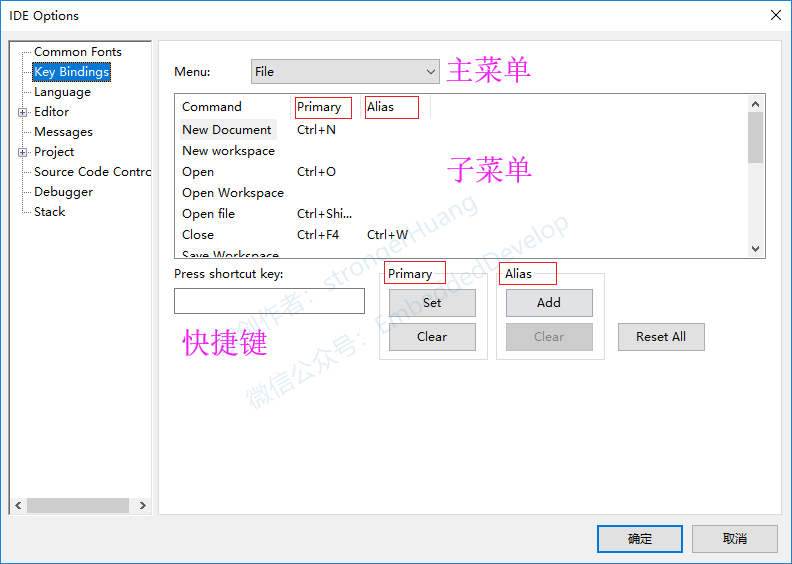 IDE Options
Common Fonts
Key Bindings
Language
Editor
Messages
Project
Source Code Contro
Debugger
Stack
Menu: File 主菜单
Command Primary Alias
New Document Ctrl+N
New workspace
Open Ctrl+O
子菜单
Open Workspace
Open file Ctrl+Shi...
Close Ctrl+F4 Ctrl+W
Save Workspace
Press shortcut key: Primary Alias
Set Add
快捷键
Clear Clear Reset All
创作者：strongerHuang
微信公众号：EmbeddedDevelop
确定 取消